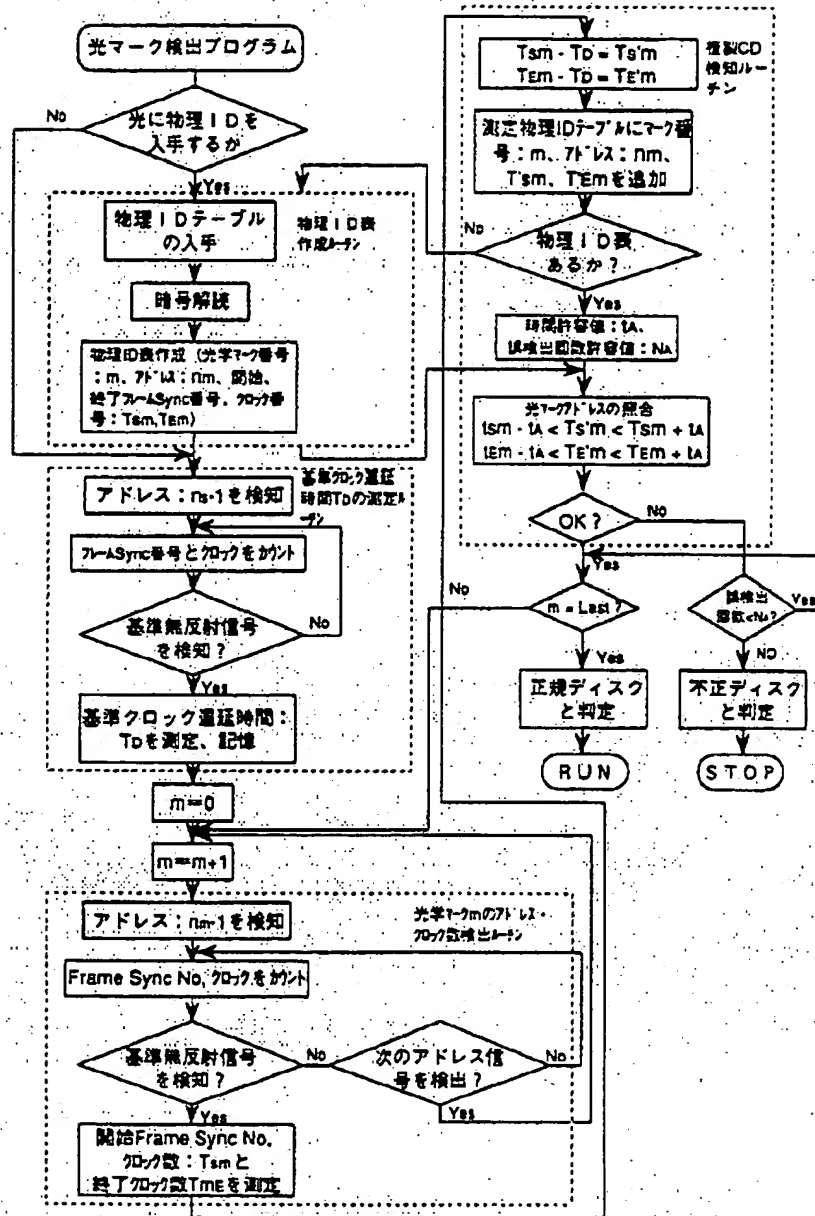 光マーク検出プログラム
No
光に物理IDを
入手するか
Yes
物理IDテーブル
の入手
物理ID表
作成ルーチン
暗号解読
物理ID表作成（光学マーク番号
：m、アドレス：nm、開始、
終了フレームSync番号、クロック番
号：Tsm,TEm）
アドレス：ns-1を検知
基準クロック遅延
時間TDの測定ル
ーチン
フレームSync番号とクロックをカウント
基準無反射信号
を検知？
No
Yes
基準クロック遅延時間：
TDを測定、記憶
m=0
m=m+1
アドレス：nm-1を検知
光学マークmのアドレス・
クロック数検出ルーチン
Frame Sync No,クロックをカウント
基準無反射信号
を検知？
No
次のアドレス信
号を検出？
No
Yes
Yes
開始Frame Sync No,
クロック数：Tsmと
終了クロック数TmEを測定
Tsm - TD = Ts'm
TEm - TD = TE'm
複製CD
検知ルー
チン
測定物理IDテーブルにマーク番
号：m、アドレス：nm、
T'sm、T'Emを追加
No
物理ID表
あるか？
Yes
時間許容値：tA、
誤検出回数許容値：NA
光マークアドレスの照合
tsm - tA < Ts'm < Tsm + tA
tEm - tA < TE'm < TEm + tA
OK？
No
Yes
No
m = Last？
誤検出
回数<NA？
Yes
Yes
NO
正規ディスク
と判定
不正ディスク
と判定
RUN
STOP